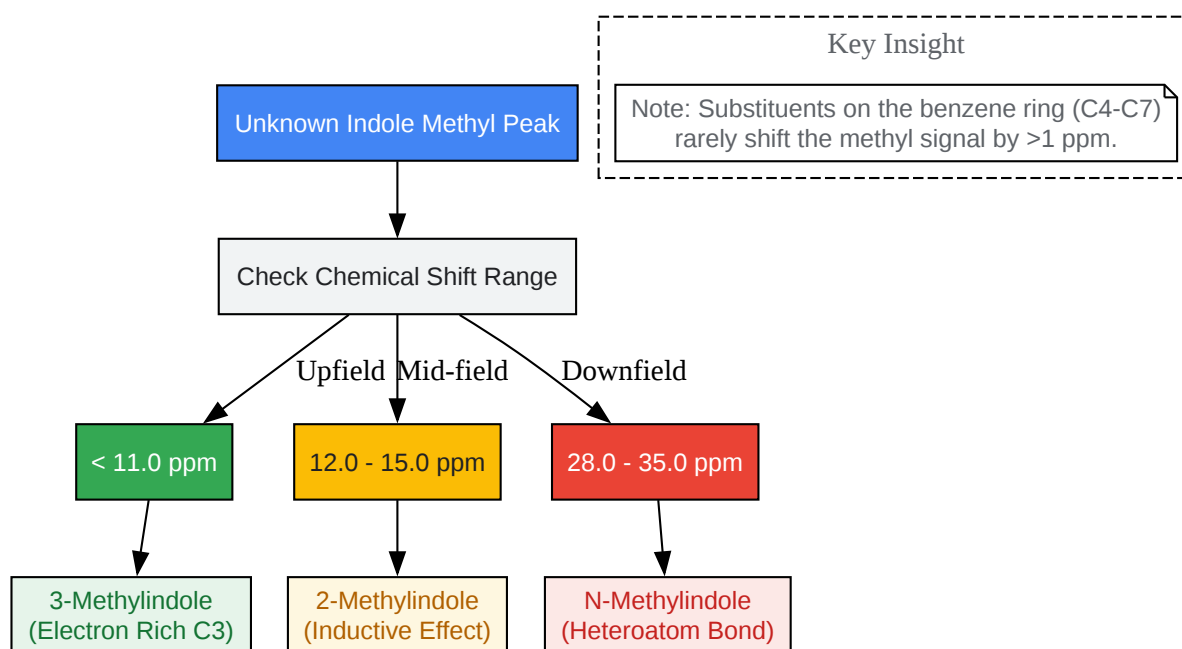 Key Insight
Note: Substituents on the benzene ring (C4-C7)
rarely shift the methyl signal by >1 ppm.
Unknown Indole Methyl Peak
Check Chemical Shift Range
Upfield
Mid-field
Downfield
< 11.0 ppm
12.0 - 15.0 ppm
28.0 - 35.0 ppm
3-Methylindole
(Electron Rich C3)
2-Methylindole
(Inductive Effect)
N-Methylindole
(Heteroatom Bond)